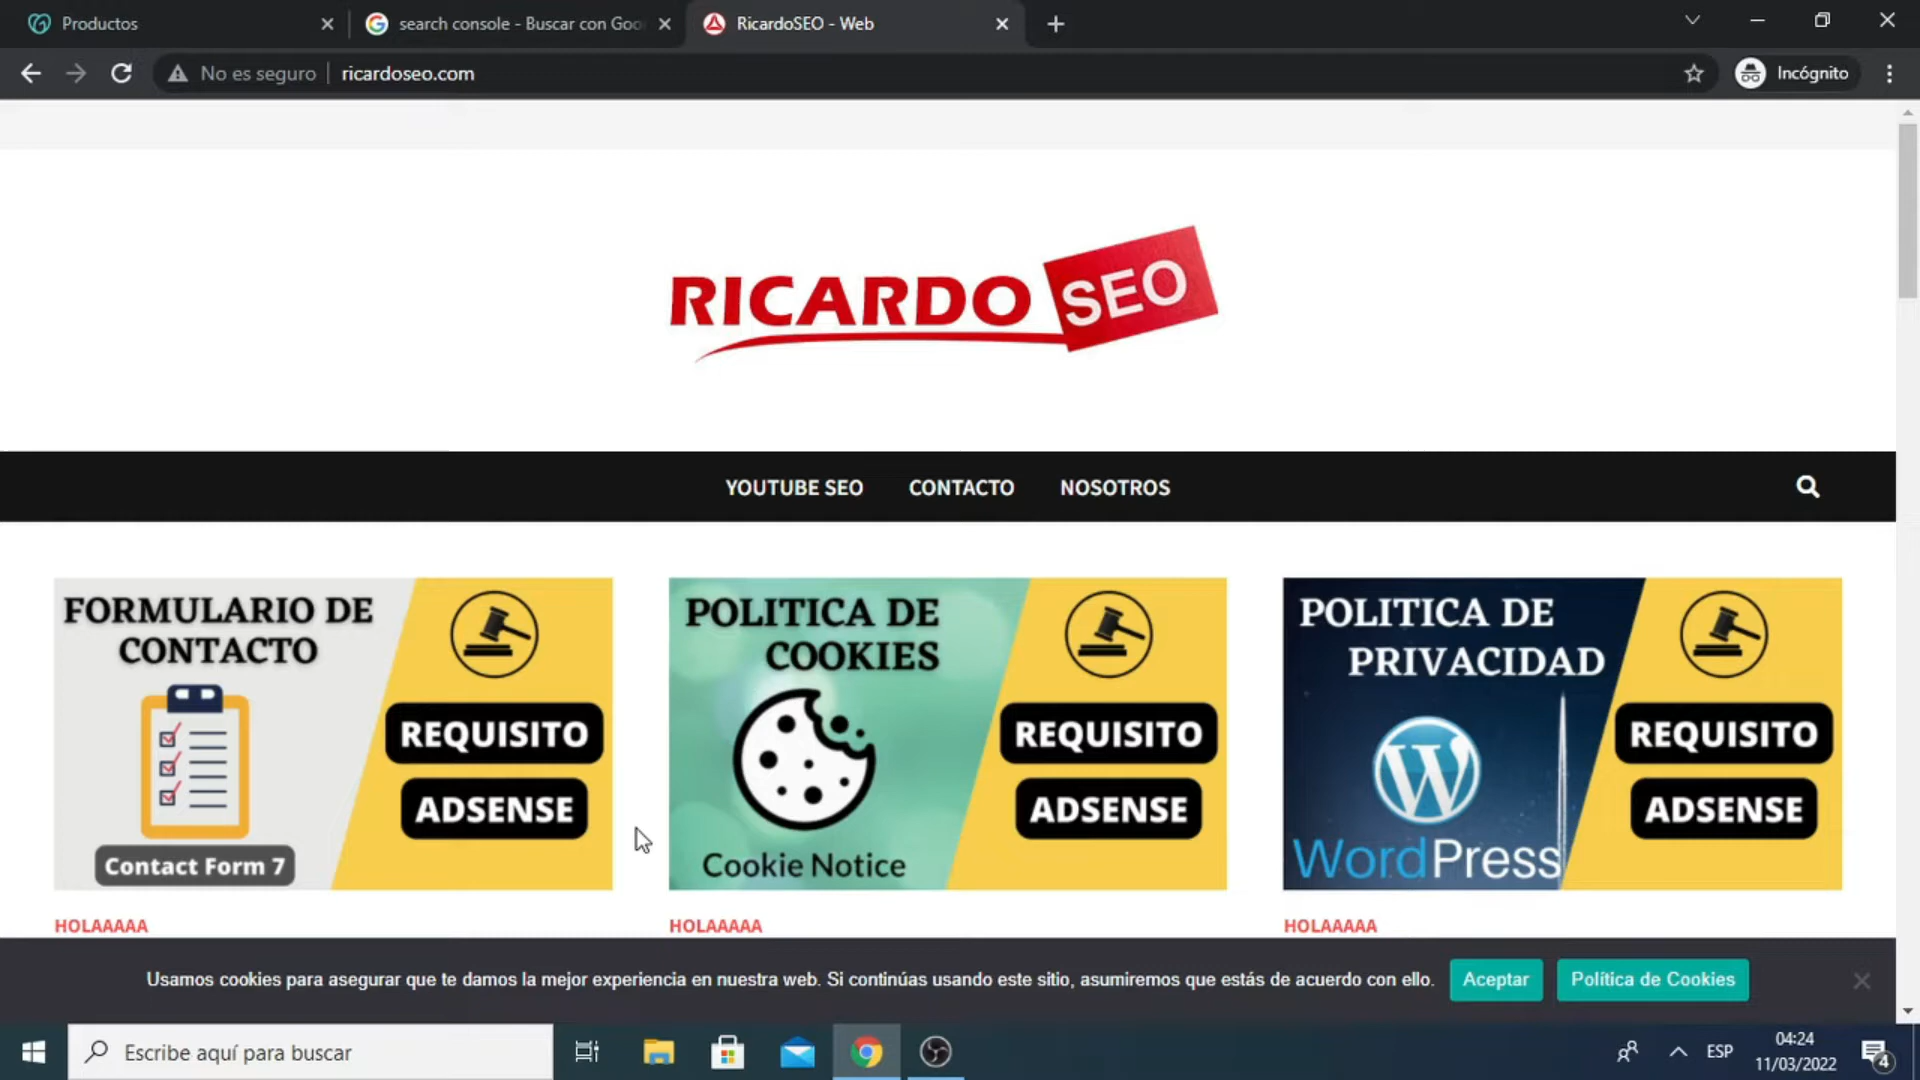 Productos
search console - Buscar con Goo
RicardoSEO - Web
No es seguro
ricardoseo.com
Incógnito
RICARDO SEO
YOUTUBE SEO
CONTACTO
NOSOTROS
FORMULARIO DE
CONTACTO
REQUISITO
ADSENSE
Contact Form 7
POLITICA DE
COOKIES
REQUISITO
ADSENSE
Cookie Notice
POLITICA DE
PRIVACIDAD
REQUISITO
ADSENSE
WordPress
HOLAAAAA
HOLAAAAA
HOLAAAAA
Usamos cookies para asegurar que te damos la mejor experiencia en nuestra web. Si continúas usando este sitio, asumiremos que estás de acuerdo con ello.
Aceptar
Política de Cookies
Escribe aquí para buscar
ESP
04:24
11/03/2022
4